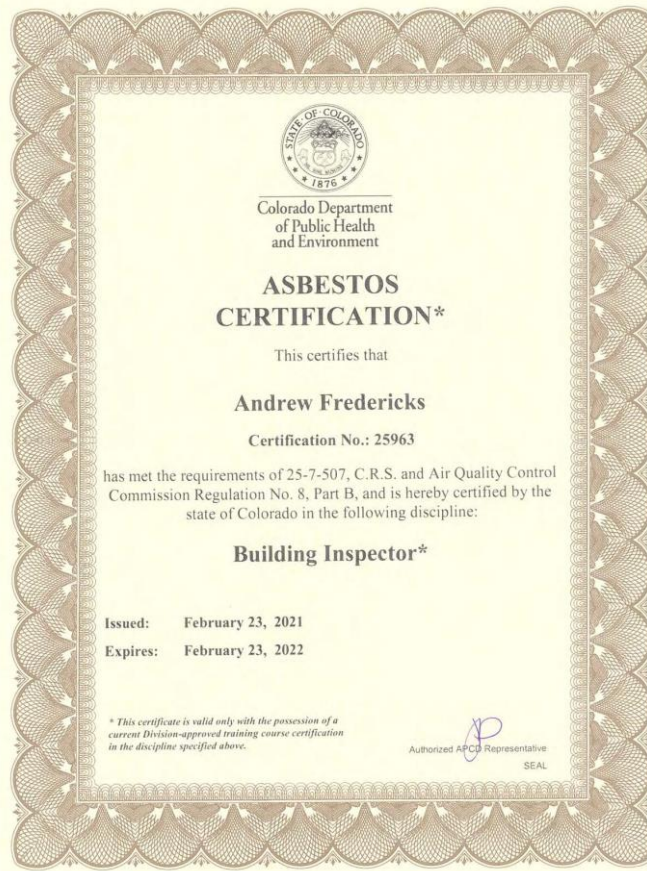 STATE·OF·COLORADO
1876
Colorado Department
of Public Health
and Environment
ASBESTOS
CERTIFICATION*
This certifies that
Andrew Fredericks
Certification No.: 25963
has met the requirements of 25-7-507, C.R.S. and Air Quality Control
Commission Regulation No. 8, Part B, and is hereby certified by the
state of Colorado in the following discipline:
Building Inspector*
Issued: February 23, 2021
Expires: February 23, 2022
* This certificate is valid only with the possession of a
current Division-approved training course certification
in the discipline specified above.
Authorized APCD Representative
SEAL